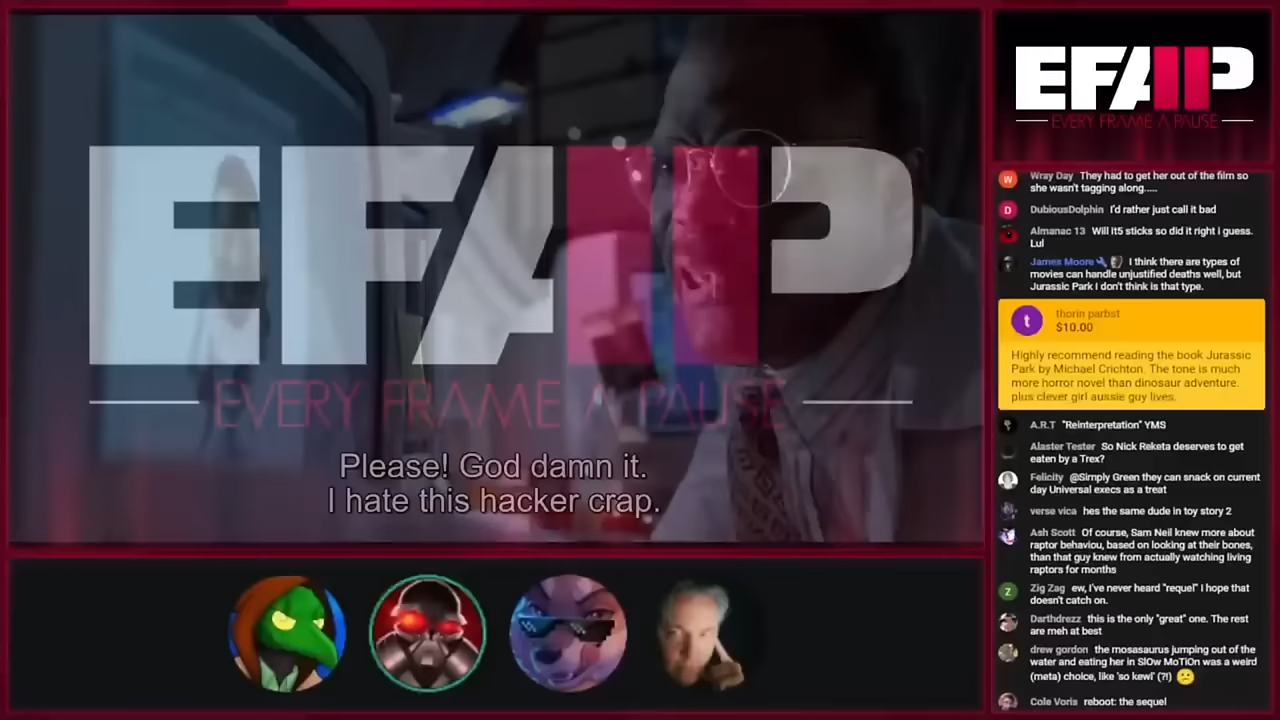 EFAP
EVERY FRAME A PAUSE
Please! God damn it.
I hate this hacker crap.
EFAP
EVERY FRAME A PAUSE
W
Wray Day They had to get her out of the film so
she wasn't tagging along.....
D
DubiousDolphin I'd rather just call it bad
Almanac 13 Will it5 sticks so did it right i guess.
Lul
James Moore I think there are types of
movies can handle unjustified deaths well, but
Jurassic Park I don't think is that type.
t
thorin parbst
$10.00
Highly recommend reading the book Jurassic
Park by Michael Crichton. The tone is much
more horror novel than dinosaur adventure.
plus clever girl aussie guy lives.
A.R.T "Reinterpretation" YMS
Alaster Tester So Nick Reketa deserves to get
eaten by a Trex?
Felicity @Simply Green they can snack on current
day Universal execs as a treat
verse vica hes the same dude in toy story 2
Ash Scott Of course, Sam Neil knew more about
raptor behaviou, based on looking at their bones,
than that guy knew from actually watching living
raptors for months
Z
Zig Zag ew, I've never heard "requel" I hope that
doesn't catch on.
Darthdrezz this is the only "great" one. The rest
are meh at best
drew gordon the mosasaurus jumping out of the
water and eating her in SlOw MoTiOn was a weird
(meta) choice, like 'so kewl' (?!)
Cole Voris reboot: the sequel